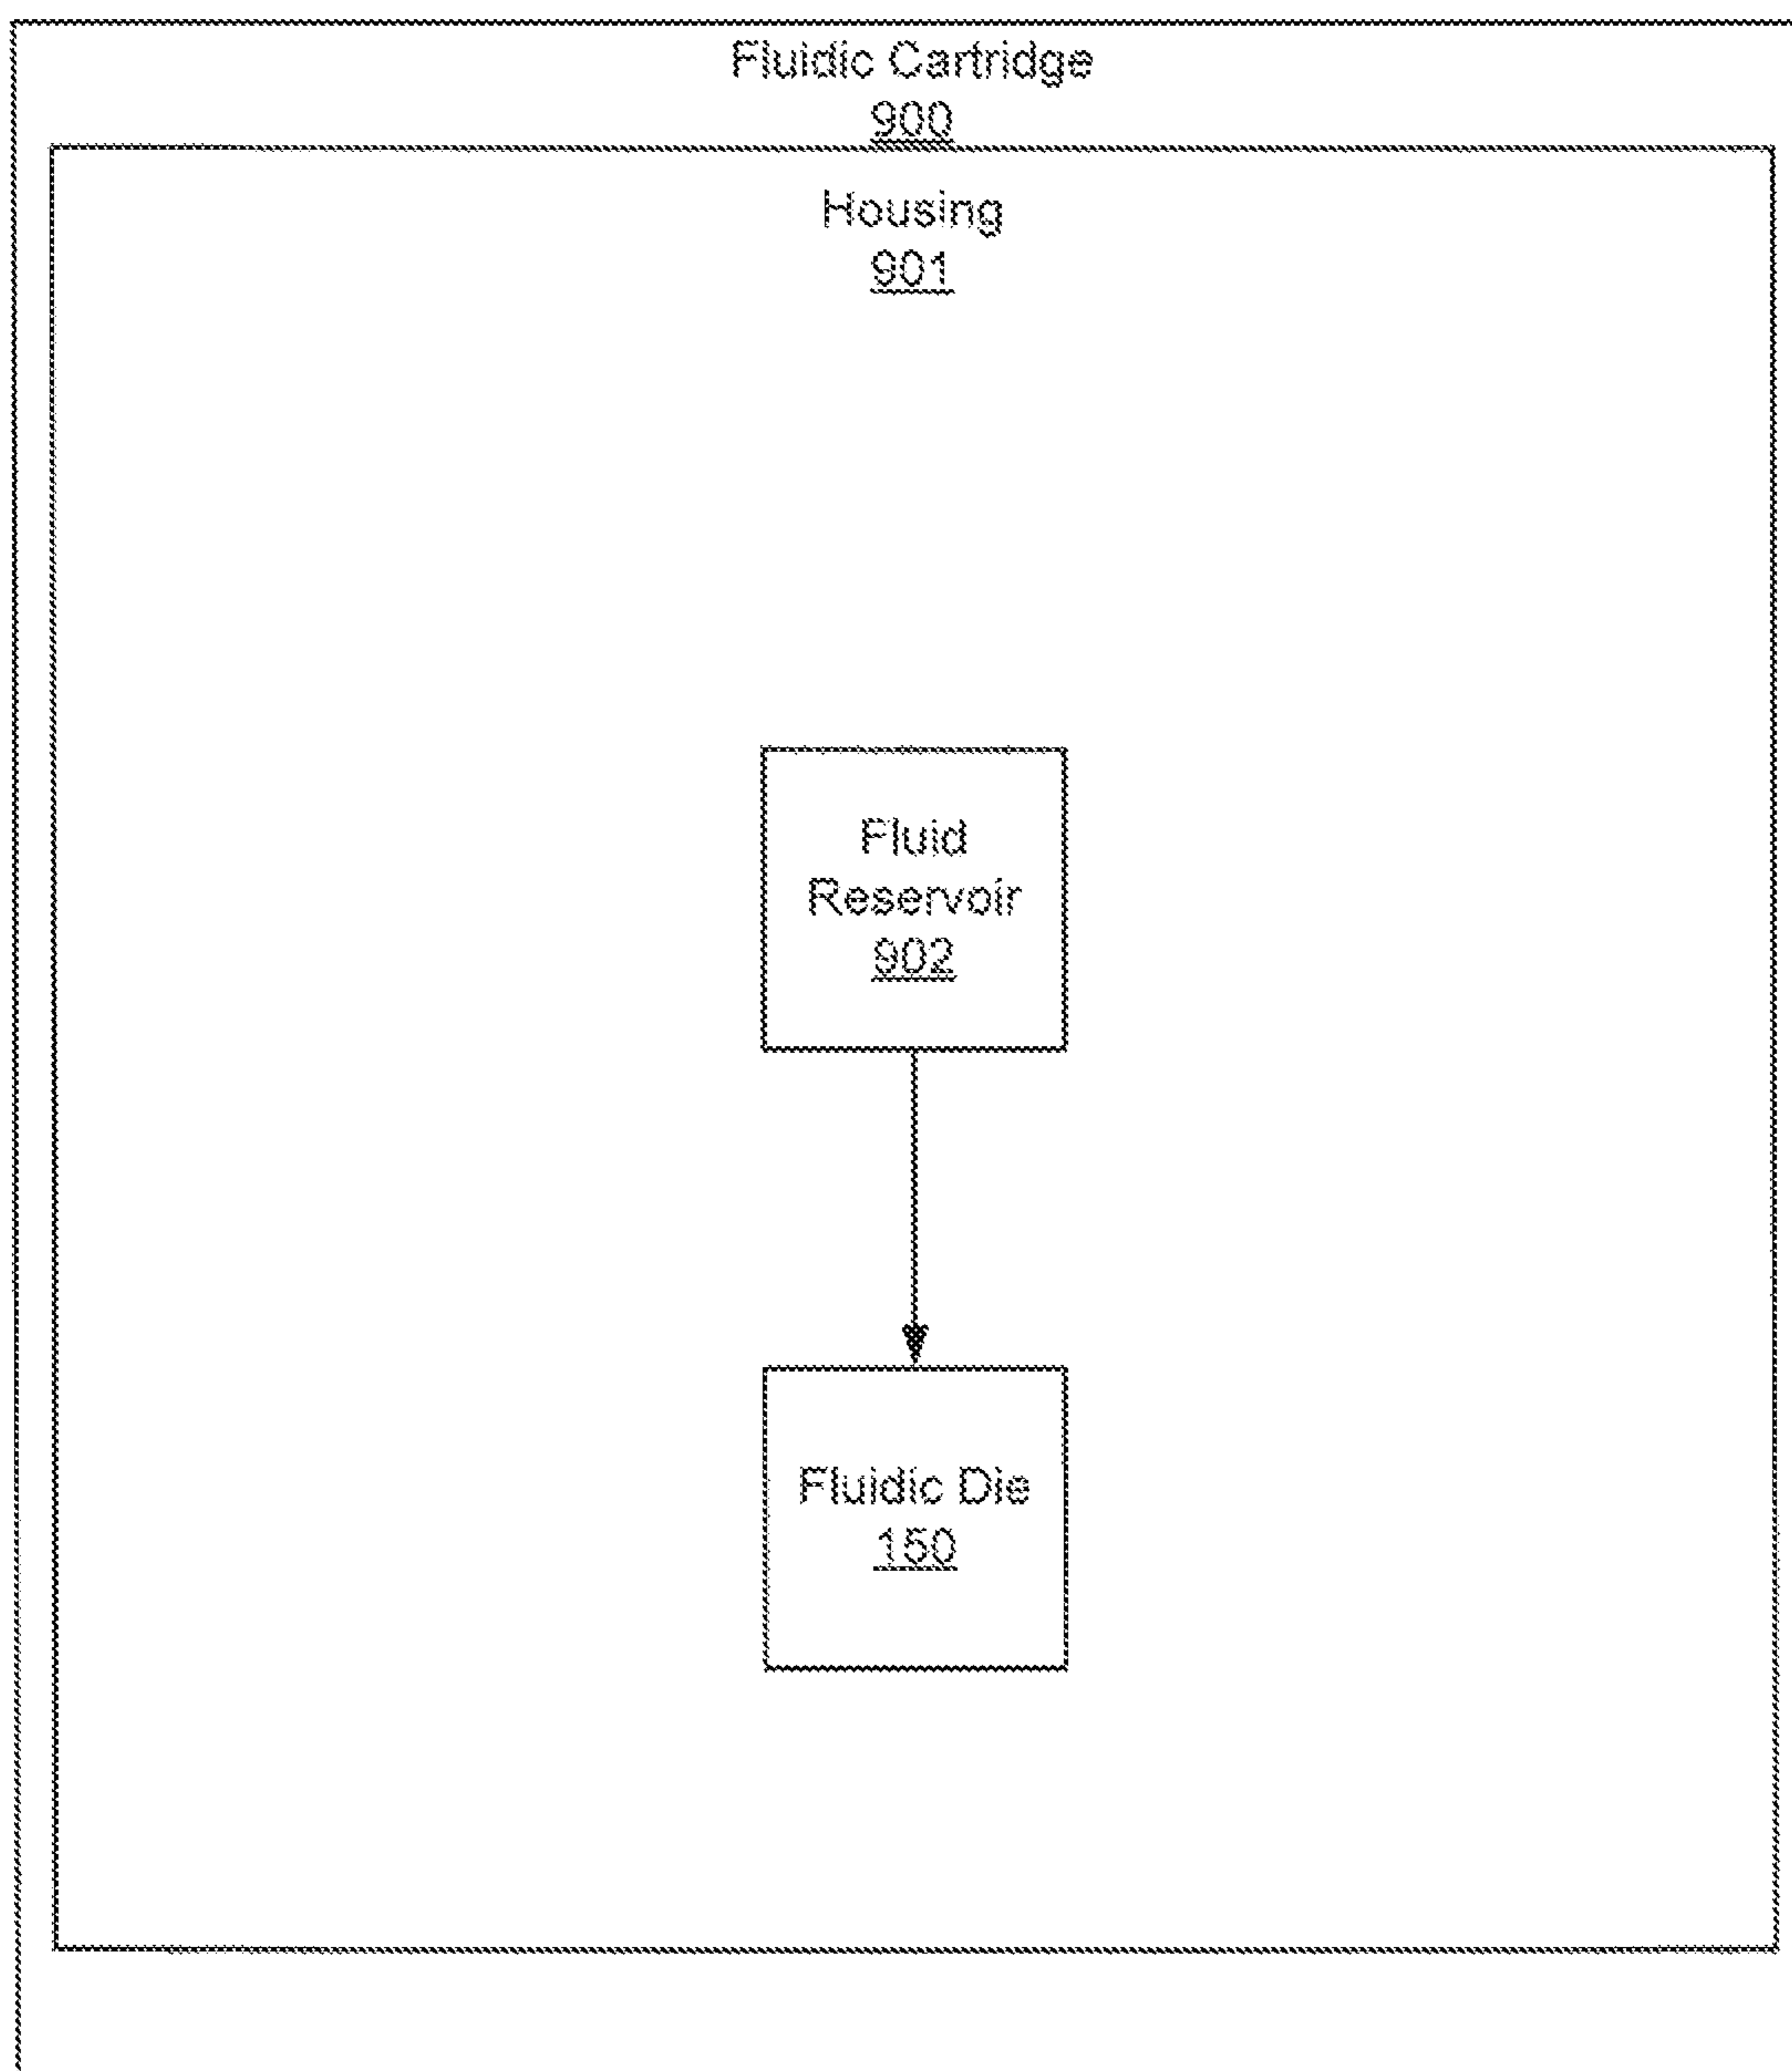 Fluidic Cartridge
900
Housing
901
Fluid
Reservoir
902
Fluidic Die
150